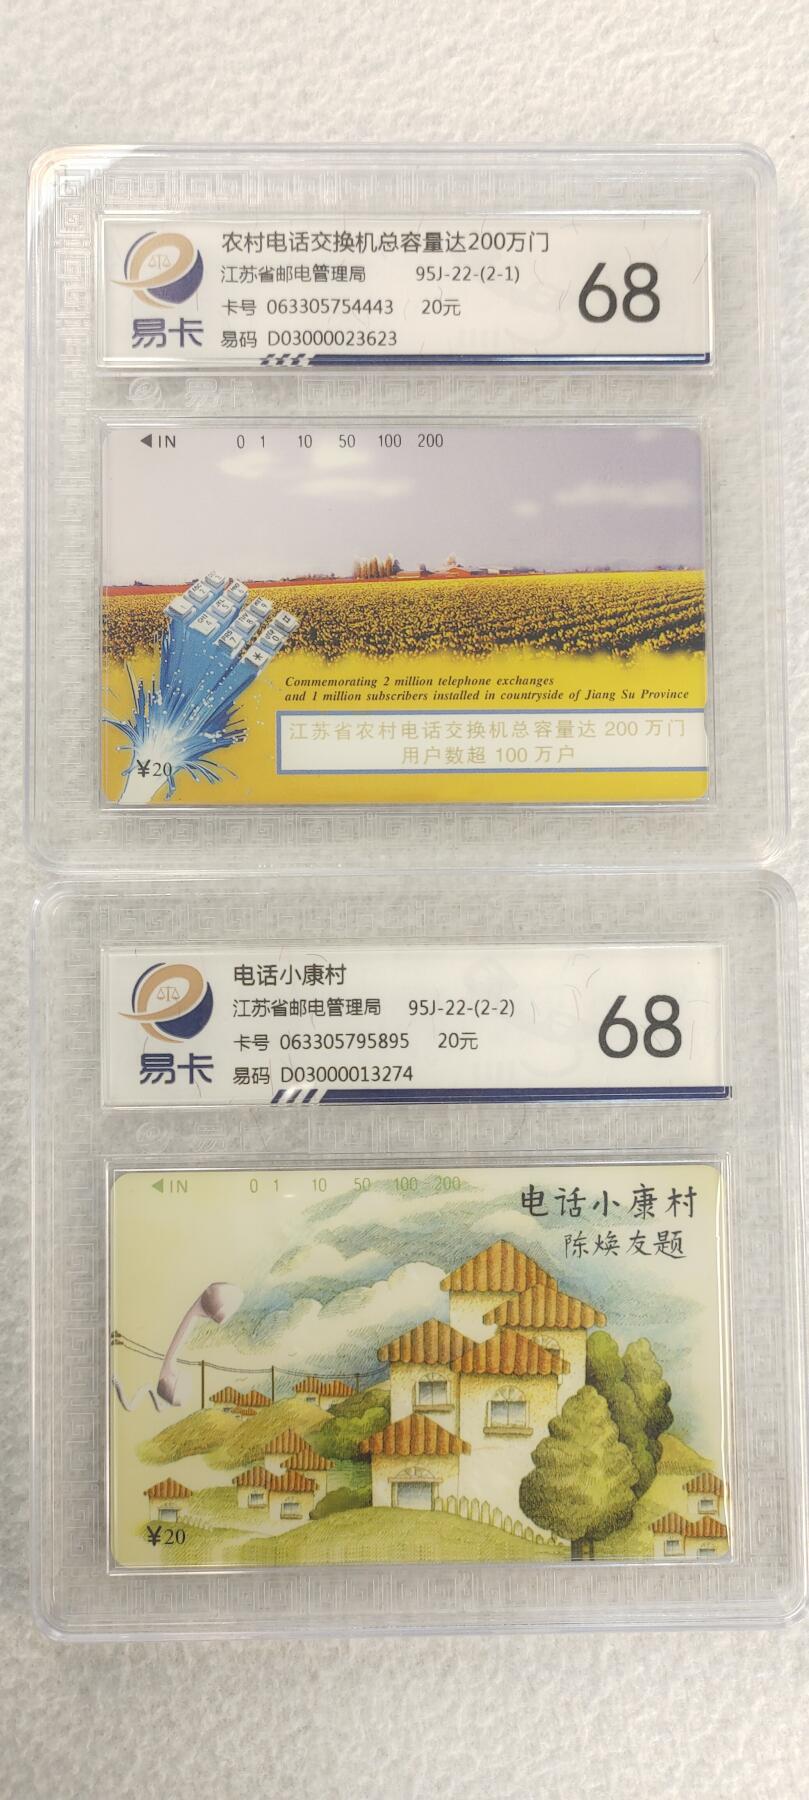 农村电话交换机总容量达200万门
江苏省邮电管理局 95J-22-(2-1)
卡号 063305754443 20元
易码 D03000023623
68
易卡
易卡
◀IN 0 1 10 50 100 200
Commemorating 2 million telephone exchanges
and 1 million subscribers installed in countryside of Jiang Su Province
江苏省农村电话交换机总容量达 200 万门
用户数超 100 万户
¥20
电话小康村
江苏省邮电管理局 95J-22-(2-2)
卡号 063305795895 20元
易码 D03000013274
68
易卡
易卡
◀IN 0 1 10 50 100 200
电话小康村
陈焕友题
¥20